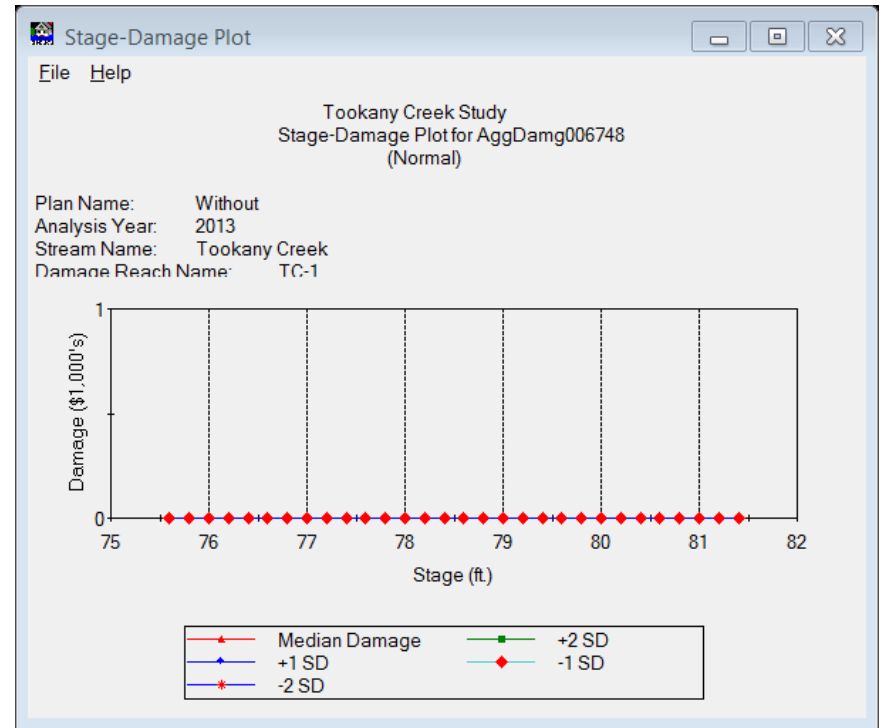 Stage-Damage Plot
File Help
Tookany Creek Study
Stage-Damage Plot for AggDamg006748
(Normal)
Plan Name: Without
Analysis Year: 2013
Stream Name: Tookany Creek
Damage Reach Name: TC-1
Damage ($1,000's)
1
0
75 76 77 78 79 80 81 82
Stage (ft.)
Median Damage +2 SD
+1 SD -1 SD
-2 SD